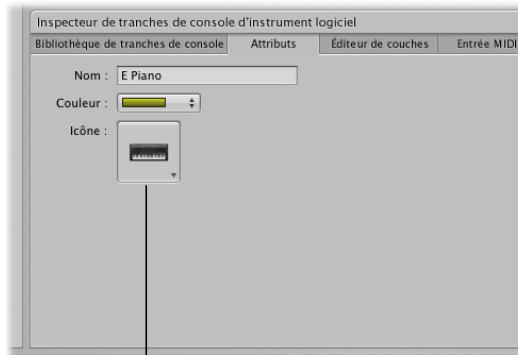 Inspecteur de tranches de console d'instrument logiciel
Bibliothèque de tranches de console Attributs Éditeur de couches Entrée MIDI
Nom : E Piano
Couleur :
Icône :